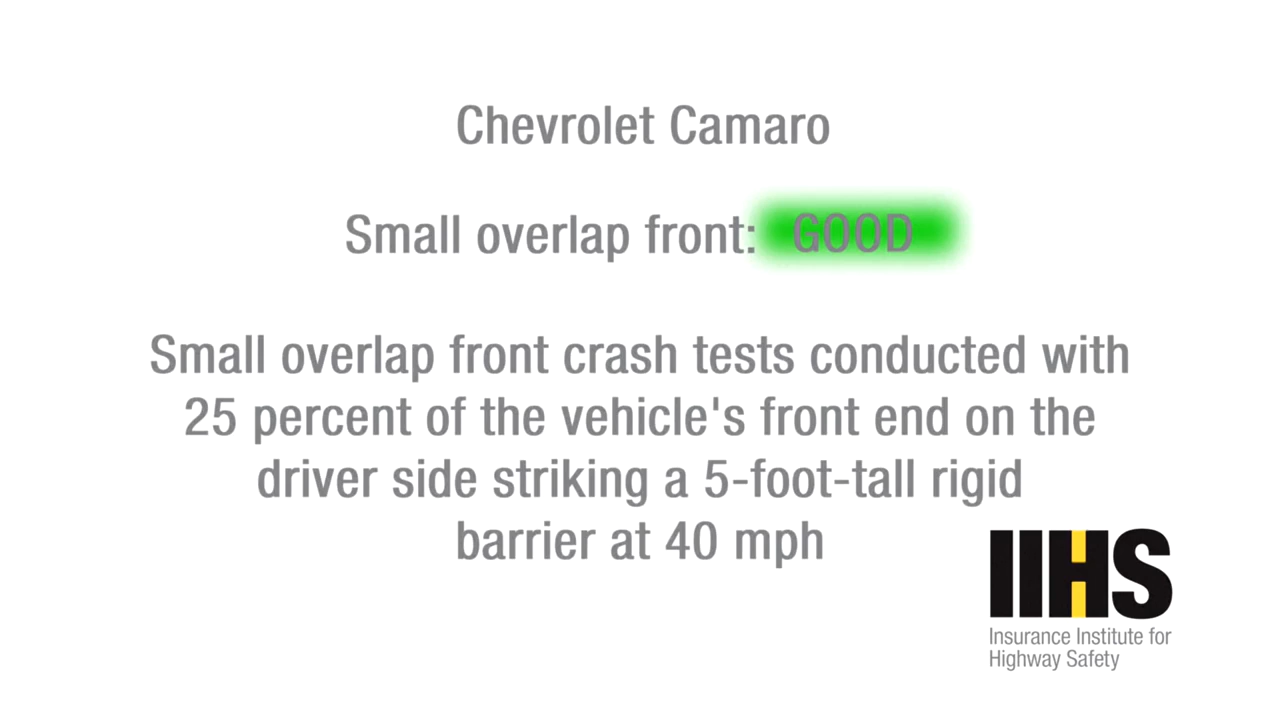 Chevrolet Camaro
Small overlap front: GOOD
Small overlap front crash tests conducted with
25 percent of the vehicle's front end on the
driver side striking a 5-foot-tall rigid
barrier at 40 mph
IIHS
Insurance Institute for
Highway Safety